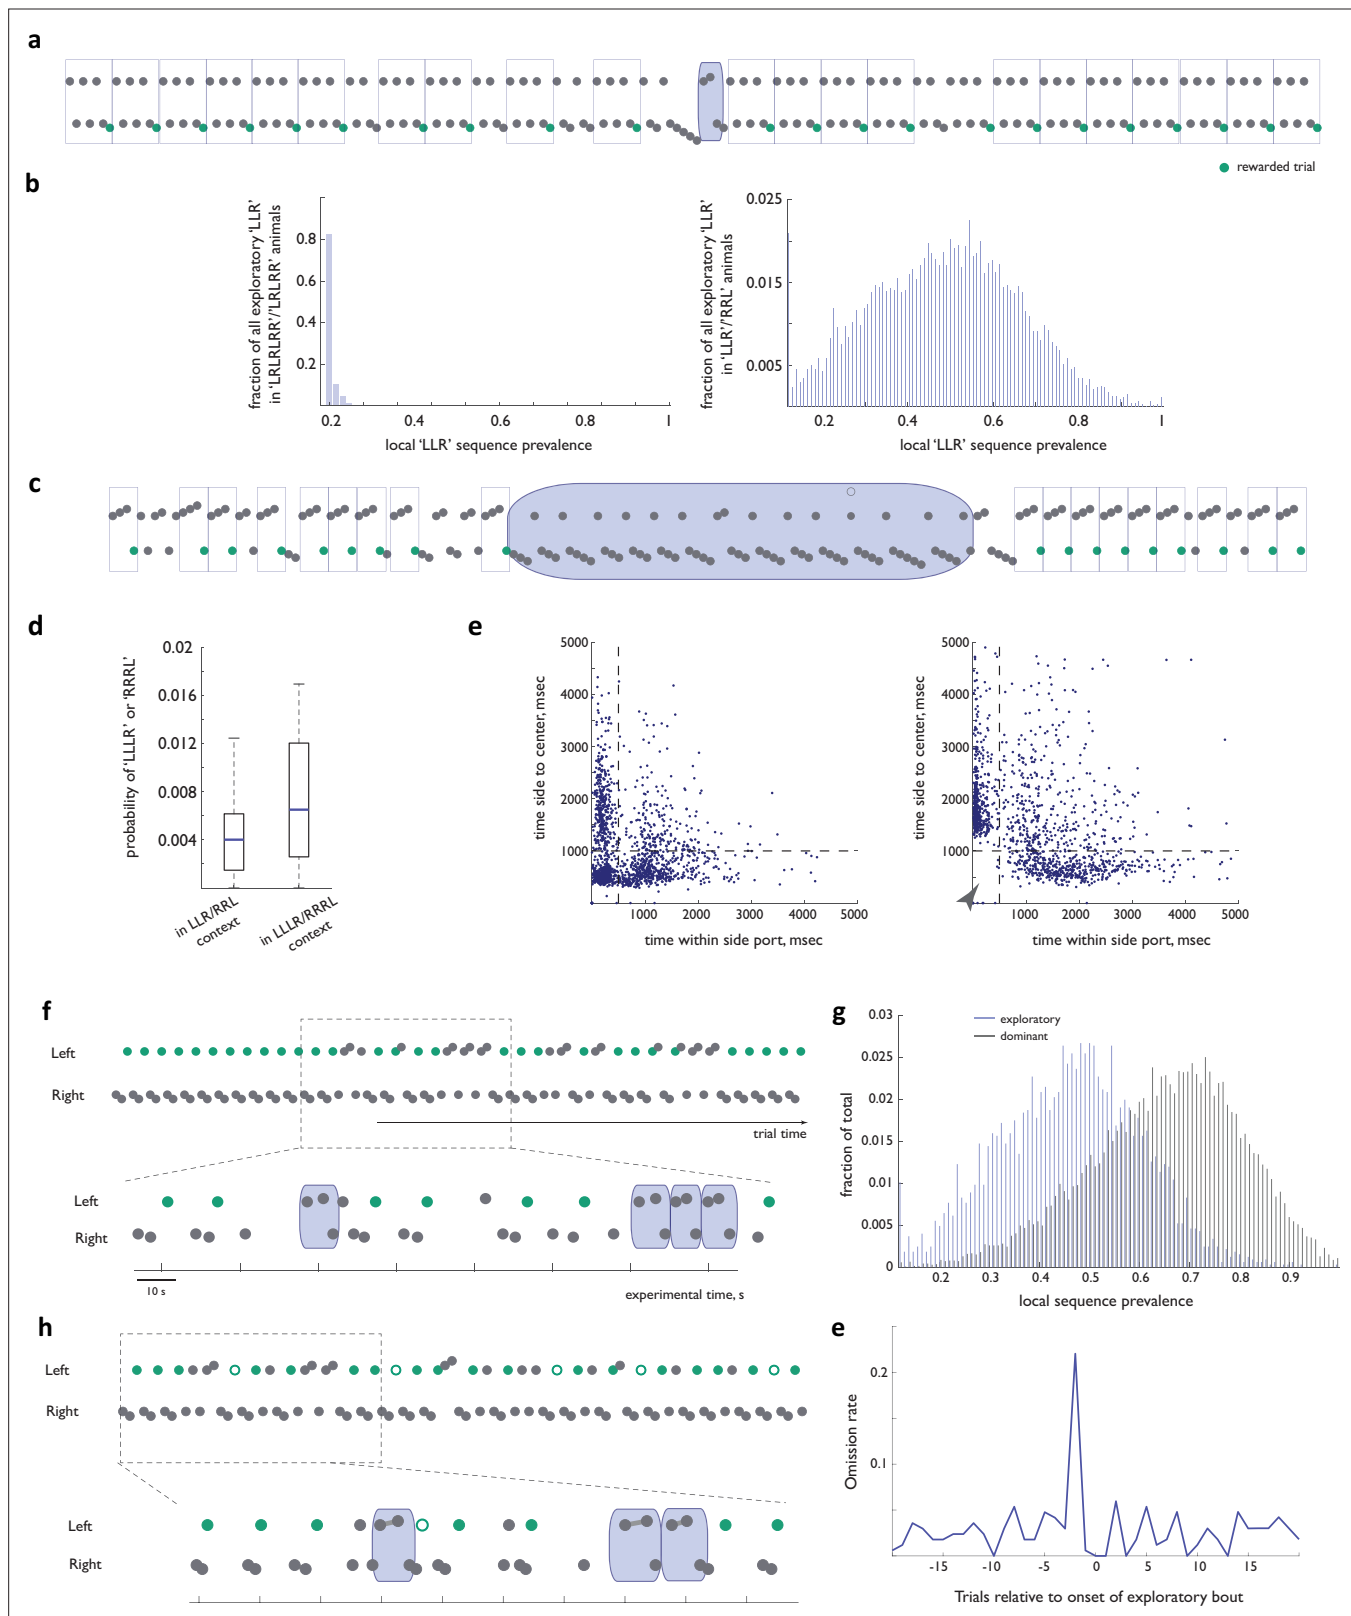 a
rewarded trial
b
fraction of all exploratory 'LLR'
in 'LRLRLRR'/'LRLRR' animals
0.8
0.6
0.4
0.2
0.2 0.4 0.6 0.8 1
local 'LLR' sequence prevalence
fraction of all exploratory 'LLR'
in 'LLR'/'RRL' animals
0.025
0.015
0.005
0.2 0.4 0.6 0.8 1
local 'LLR' sequence prevalence
c
d
probability of 'LLLR' or 'RRRL'
0.02
0.016
0.012
0.008
0.004
in LLR/RRL
context
in LLLR/RRRL
context
e
time side to center, msec
5000
4000
3000
2000
1000
1000 2000 3000 4000 5000
time within side port, msec
time side to center, msec
5000
4000
3000
2000
1000
1000 2000 3000 4000 5000
time within side port, msec
f
Left
Right
trial time
Left
Right
10 s
experimental time, s
g
exploratory
dominant
fraction of total
0.03
0.025
0.02
0.015
0.01
0.005
0
0.2 0.3 0.4 0.5 0.6 0.7 0.8 0.9
local sequence prevalence
h
Left
Right
Left
Right
e
Omission rate
0.2
0.1
-15 -10 -5 0 5 10 15
Trials relative to onset of exploratory bout